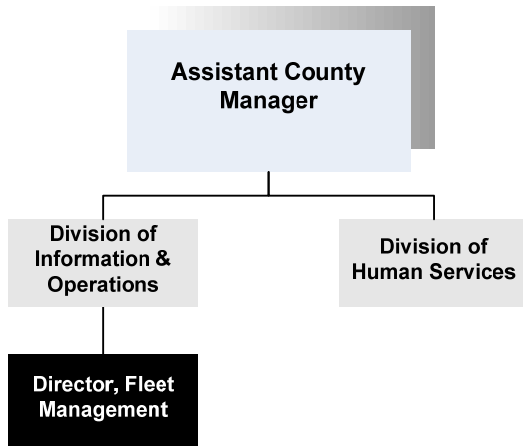 Assistant County
Manager
Division of
Information &
Operations
Division of
Human Services
Director, Fleet
Management